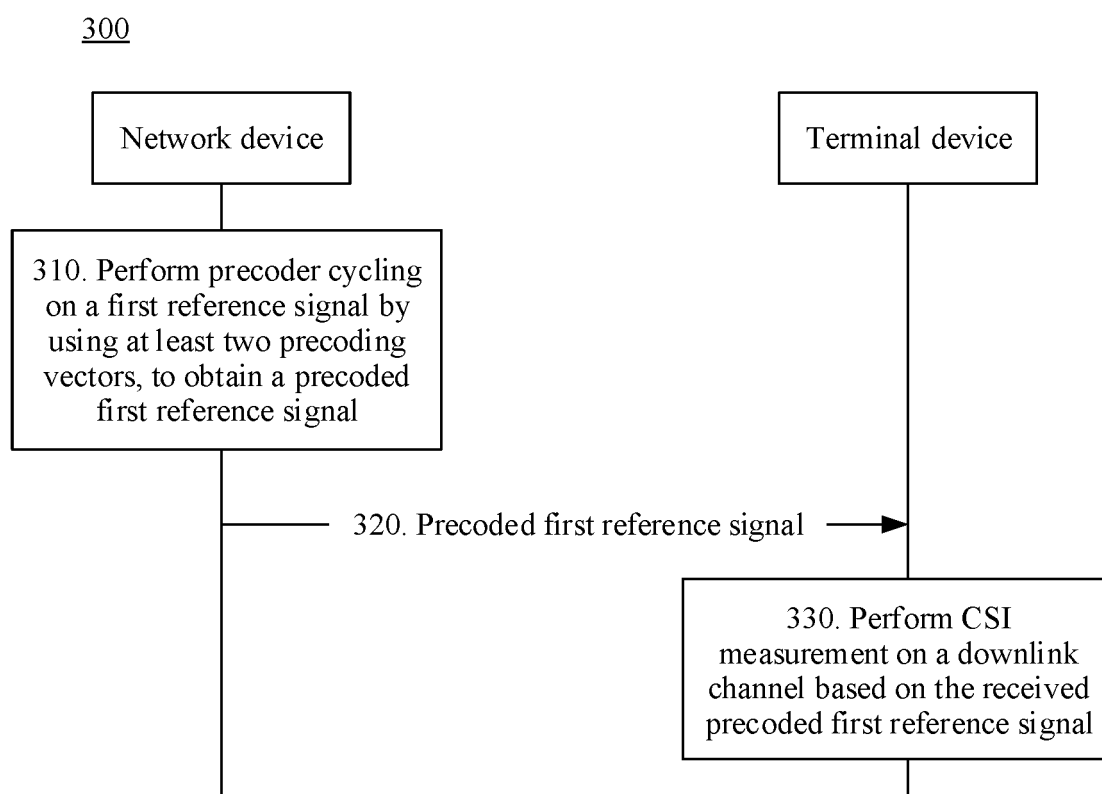 300
Network device
Terminal device
310. Perform precoder cycling
on a first reference signal by
using at least two precoding
vectors, to obtain a precoded
first reference signal
320. Precoded first reference signal
330. Perform CSI
measurement on a downlink
channel based on the received
precoded first reference signal